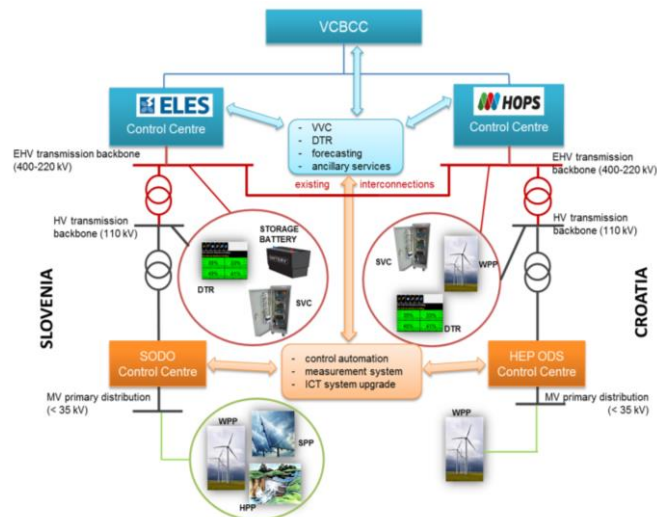 VCBCC
ELES
Control Centre
HOPS
Control Centre
- VVC
- DTR
- forecasting
- ancillary services
EHV transmission backbone
(400-220 kV)
EHV transmission
backbone (400-220 kV)
existing interconnections
HV transmission
backbone (110 kV)
HV transmission
backbone (110 kV)
STORAGE
BATTERY
DTR
SVC
SVC
WPP
DTR
SLOVENIA
CROATIA
SODO
Control Centre
- control automation
- measurement system
- ICT system upgrade
HEP ODS
Control Centre
MV primary distribution
(< 35 kV)
MV primary distribution
(< 35 kV)
WPP
SPP
HPP
WPP